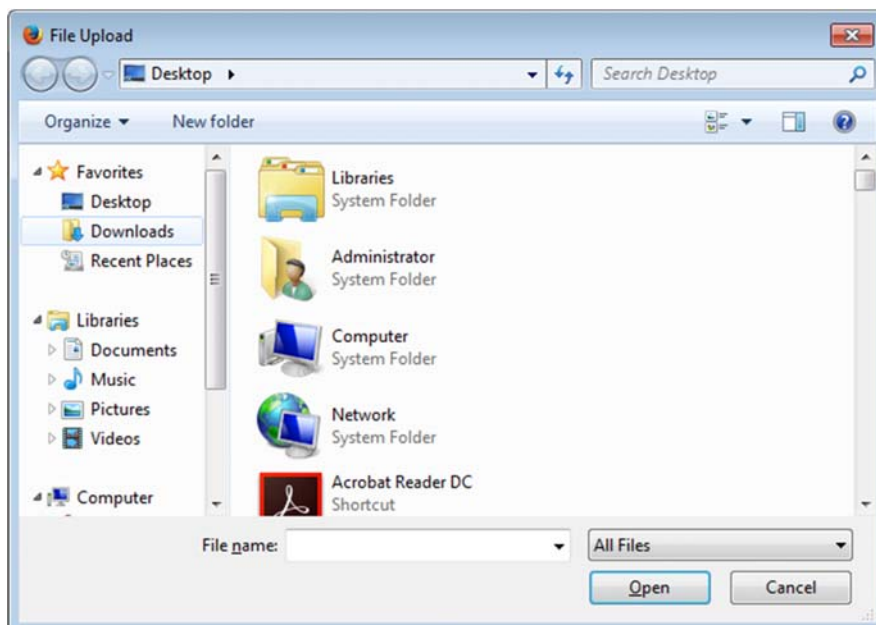 File Upload
Desktop
Search Desktop
Organize
New folder
Favorites
Desktop
Downloads
Recent Places
Libraries
Documents
Music
Pictures
Videos
Computer
Libraries
System Folder
Administrator
System Folder
Computer
System Folder
Network
System Folder
Acrobat Reader DC
Shortcut
File name:
All Files
Open
Cancel